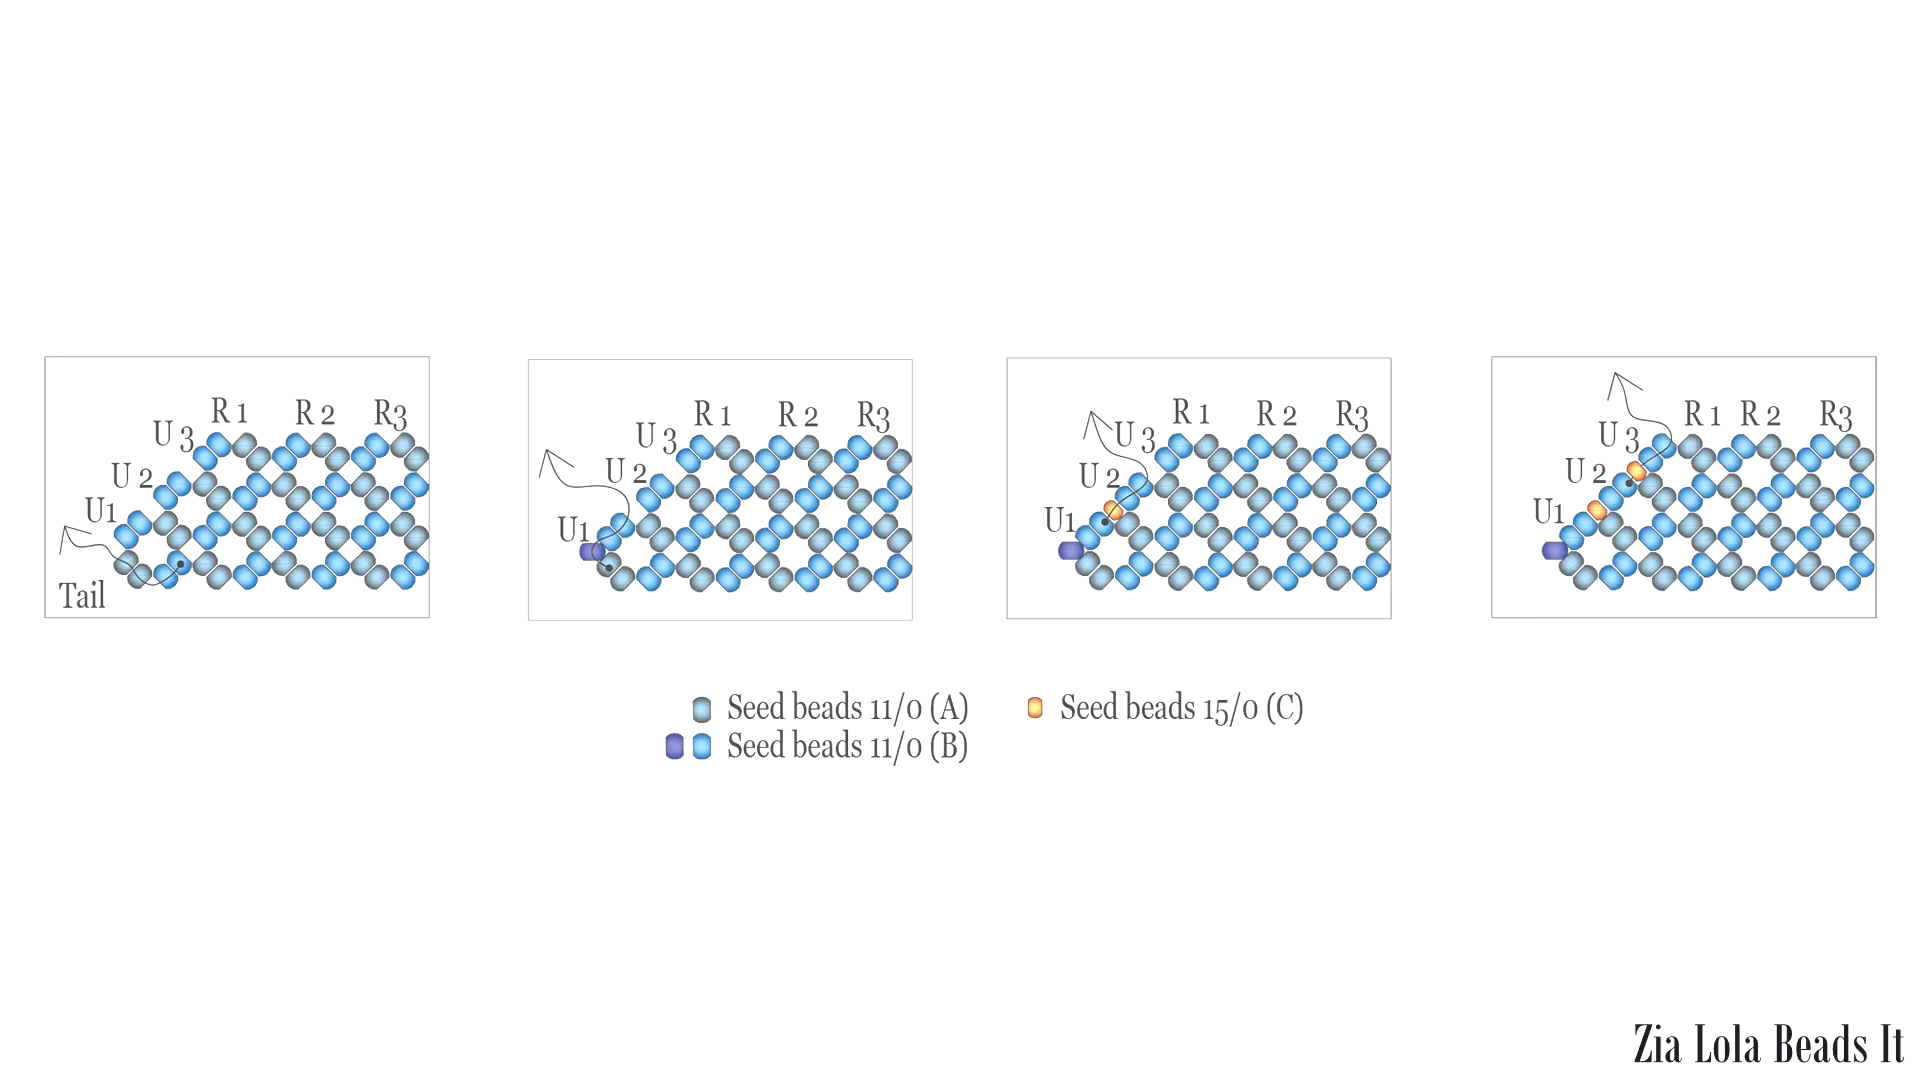 R 1 R 2 R3
U 3
U 2
U1
Tail
R 1 R 2 R3
U 3
U 2
U1
R 1 R 2 R3
U 3
U 2
U1
R 1 R 2 R3
U 3
U 2
U1
Seed beads 11/0 (A)
Seed beads 11/0 (B)
Seed beads 15/0 (C)
Zia Lola Beads It